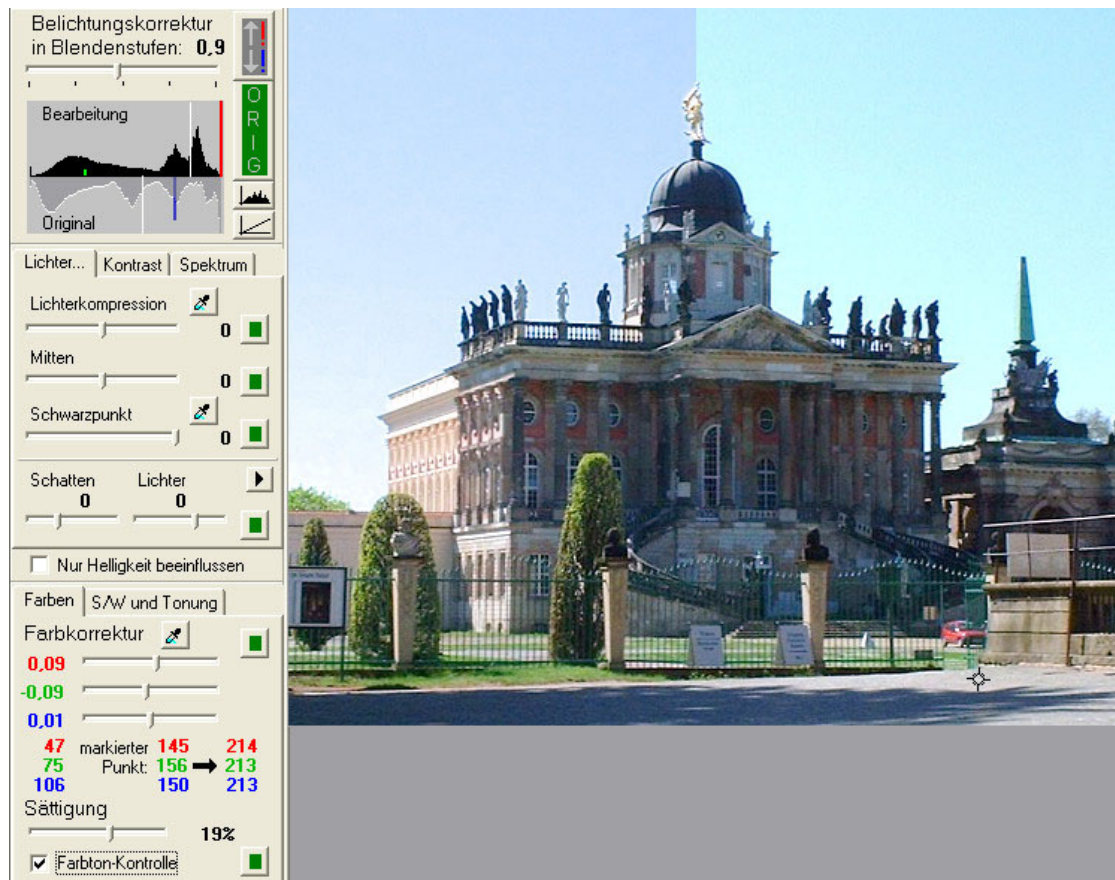 Belichtungskorrektur
in Blendenstufen: 0,9
Bearbeitung
ORIG
Original
Lichter... Kontrast Spektrum
Lichterkompression
0
Mitten
0
Schwarzpunkt
0
Schatten Lichter
0 0
Nur Helligkeit beeinflussen
Farben S/W und Tonung
Farbkorrektur
0,09
-0,09
0,01
47 markierter 145 214
75 Punkt: 156 213
106 150 213
Sättigung
19%
Farbton-Kontrolle